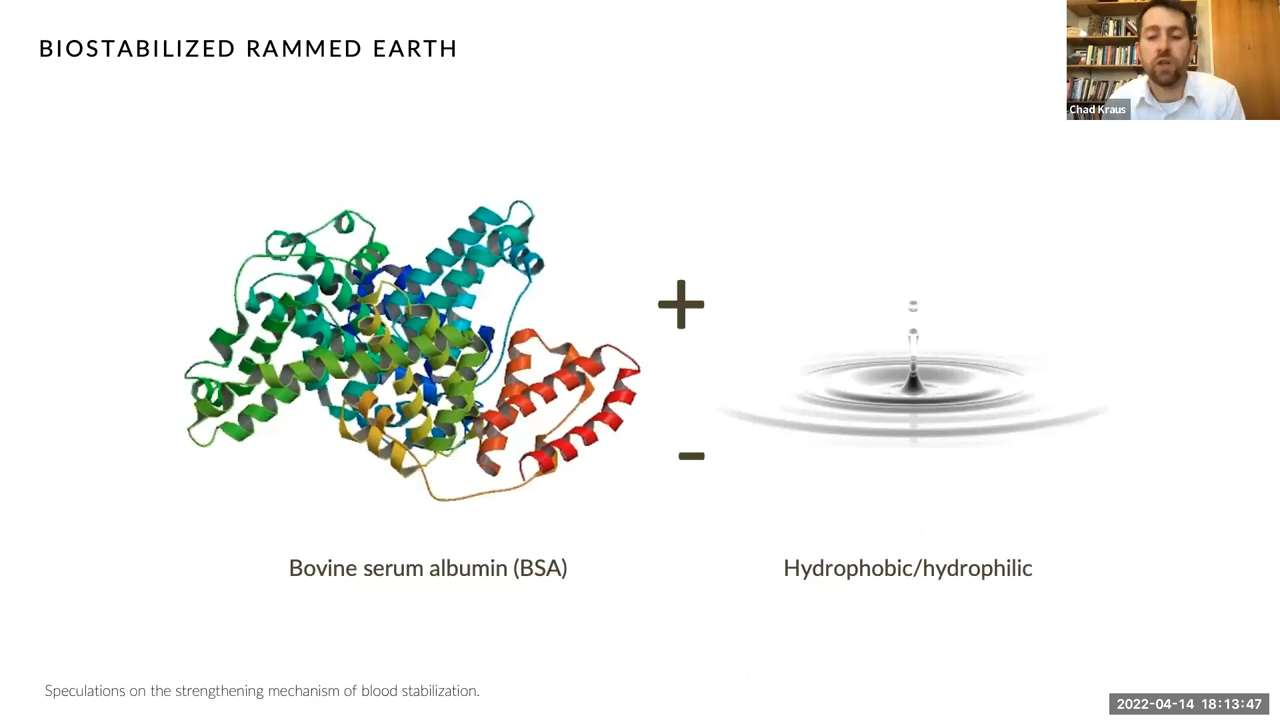 BIOSTABILIZED RAMMED EARTH
Chad Kraus
+
-
Bovine serum albumin (BSA)
Hydrophobic/hydrophilic
Speculations on the strengthening mechanism of blood stabilization.
2022-04-14 18:13:47